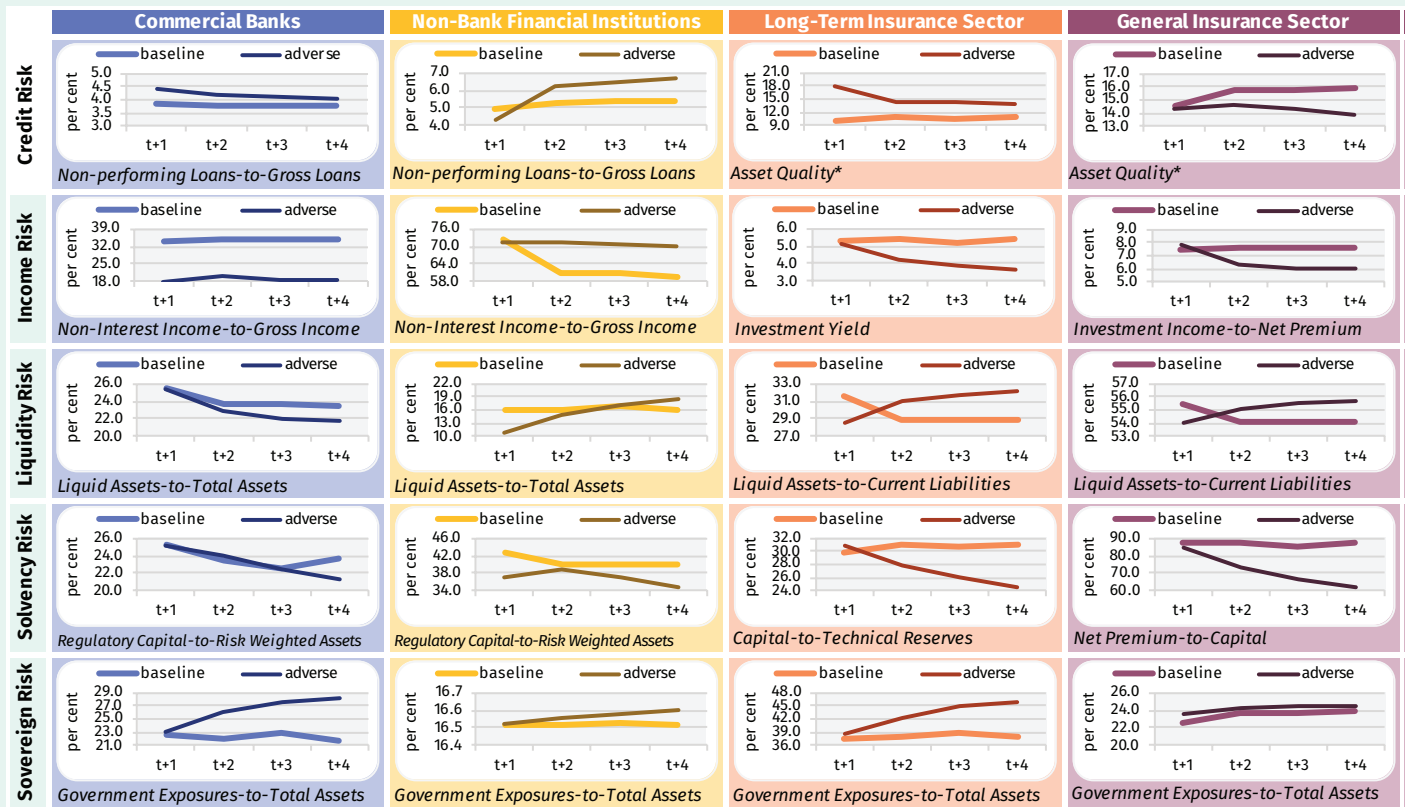 Commercial Banks
Non-Bank Financial Institutions
Long-Term Insurance Sector
General Insurance Sector
Credit Risk
baseline adverse
per cent
5.0
4.5
4.0
3.5
3.0
t+1 t+2 t+3 t+4
Non-performing Loans-to-Gross Loans
baseline adverse
per cent
7.0
6.0
5.0
4.0
t+1 t+2 t+3 t+4
Non-performing Loans-to-Gross Loans
baseline adverse
per cent
21.0
18.0
15.0
12.0
9.0
t+1 t+2 t+3 t+4
Asset Quality*
baseline adverse
per cent
17.0
16.0
15.0
14.0
13.0
t+1 t+2 t+3 t+4
Asset Quality*
Income Risk
baseline adverse
per cent
39.0
32.0
25.0
18.0
t+1 t+2 t+3 t+4
Non-Interest Income-to-Gross Income
baseline adverse
per cent
76.0
70.0
64.0
58.0
t+1 t+2 t+3 t+4
Non-Interest Income-to-Gross Income
baseline adverse
per cent
6.0
5.0
4.0
3.0
t+1 t+2 t+3 t+4
Investment Yield
baseline adverse
per cent
9.0
8.0
7.0
6.0
5.0
t+1 t+2 t+3 t+4
Investment Income-to-Net Premium
Liquidity Risk
baseline adverse
per cent
26.0
24.0
22.0
20.0
t+1 t+2 t+3 t+4
Liquid Assets-to-Total Assets
baseline adverse
per cent
22.0
19.0
16.0
13.0
10.0
t+1 t+2 t+3 t+4
Liquid Assets-to-Total Assets
baseline adverse
per cent
33.0
31.0
29.0
27.0
t+1 t+2 t+3 t+4
Liquid Assets-to-Current Liabilities
baseline adverse
per cent
57.0
56.0
55.0
54.0
53.0
t+1 t+2 t+3 t+4
Liquid Assets-to-Current Liabilities
Solvency Risk
baseline adverse
per cent
26.0
24.0
22.0
20.0
t+1 t+2 t+3 t+4
Regulatory Capital-to-Risk Weighted Assets
baseline adverse
per cent
46.0
42.0
38.0
34.0
t+1 t+2 t+3 t+4
Regulatory Capital-to-Risk Weighted Assets
baseline adverse
per cent
32.0
30.0
28.0
26.0
24.0
t+1 t+2 t+3 t+4
Capital-to-Technical Reserves
baseline adverse
per cent
90.0
80.0
70.0
60.0
t+1 t+2 t+3 t+4
Net Premium-to-Capital
Sovereign Risk
baseline adverse
per cent
29.0
27.0
25.0
23.0
21.0
t+1 t+2 t+3 t+4
Government Exposures-to-Total Assets
baseline adverse
per cent
16.7
16.6
16.5
16.4
t+1 t+2 t+3 t+4
Government Exposures-to-Total Assets
baseline adverse
per cent
48.0
45.0
42.0
39.0
36.0
t+1 t+2 t+3 t+4
Government Exposures-to-Total Assets
baseline adverse
per cent
26.0
24.0
22.0
20.0
t+1 t+2 t+3 t+4
Government Exposures-to-Total Assets